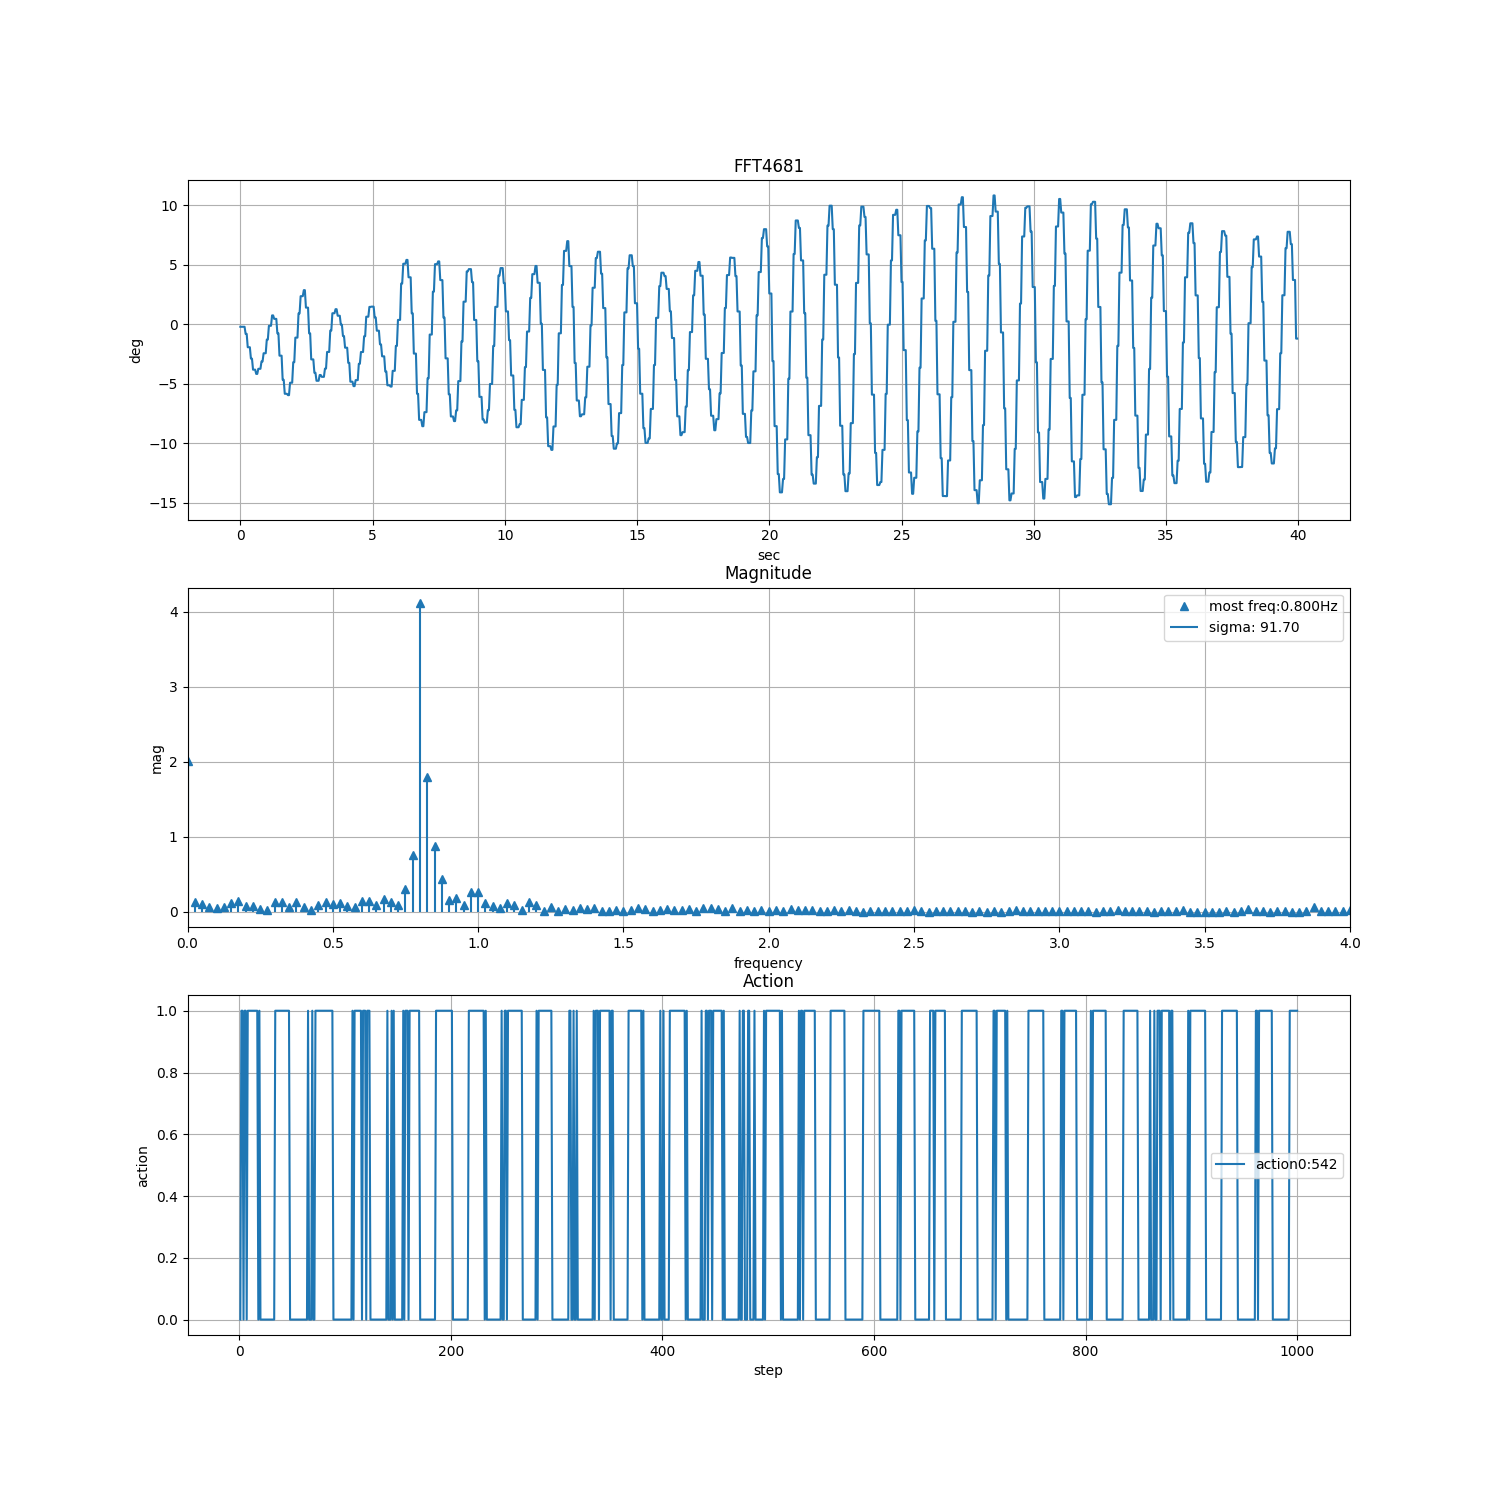 FFT4681
10
5
0
−5
−10
−15
deg
0 5 10 15 20 25 30 35 40
sec
Magnitude
4
3
2
1
0
mag
most freq:0.800Hz
sigma: 91.70
0.0 0.5 1.0 1.5 2.0 2.5 3.0 3.5 4.0
frequency
Action
1.0
0.8
0.6
0.4
0.2
0.0
action
action0:542
0 200 400 600 800 1000
step